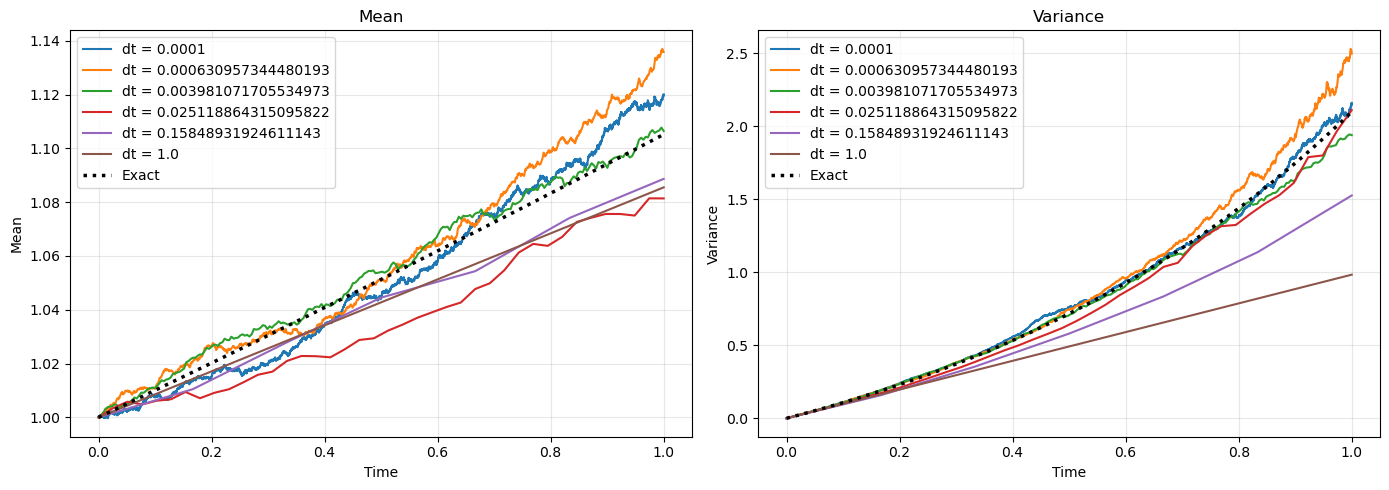 Mean
Mean
1.14
1.12
1.10
1.08
1.06
1.04
1.02
1.00
dt = 0.0001
dt = 0.000630957344480193
dt = 0.003981071705534973
dt = 0.025118864315095822
dt = 0.15848931924611143
dt = 1.0
Exact
0.0
0.2
0.4
0.6
0.8
1.0
Time
Variance
Variance
2.5
2.0
1.5
1.0
0.5
0.0
dt = 0.0001
dt = 0.000630957344480193
dt = 0.003981071705534973
dt = 0.025118864315095822
dt = 0.15848931924611143
dt = 1.0
Exact
0.0
0.2
0.4
0.6
0.8
1.0
Time